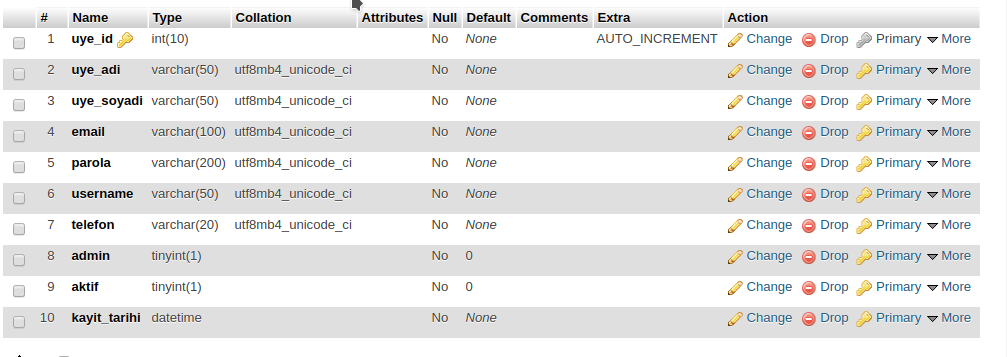 # Name Type Collation Attributes Null Default Comments Extra Action
1 uye_id int(10) No None AUTO_INCREMENT Change Drop Primary More
2 uye_adi varchar(50) utf8mb4_unicode_ci No None Change Drop Primary More
3 uye_soyadi varchar(50) utf8mb4_unicode_ci No None Change Drop Primary More
4 email varchar(100) utf8mb4_unicode_ci No None Change Drop Primary More
5 parola varchar(200) utf8mb4_unicode_ci No None Change Drop Primary More
6 username varchar(50) utf8mb4_unicode_ci No None Change Drop Primary More
7 telefon varchar(20) utf8mb4_unicode_ci No None Change Drop Primary More
8 admin tinyint(1) No 0 Change Drop Primary More
9 aktif tinyint(1) No 0 Change Drop Primary More
10 kayit_tarihi datetime No None Change Drop Primary More